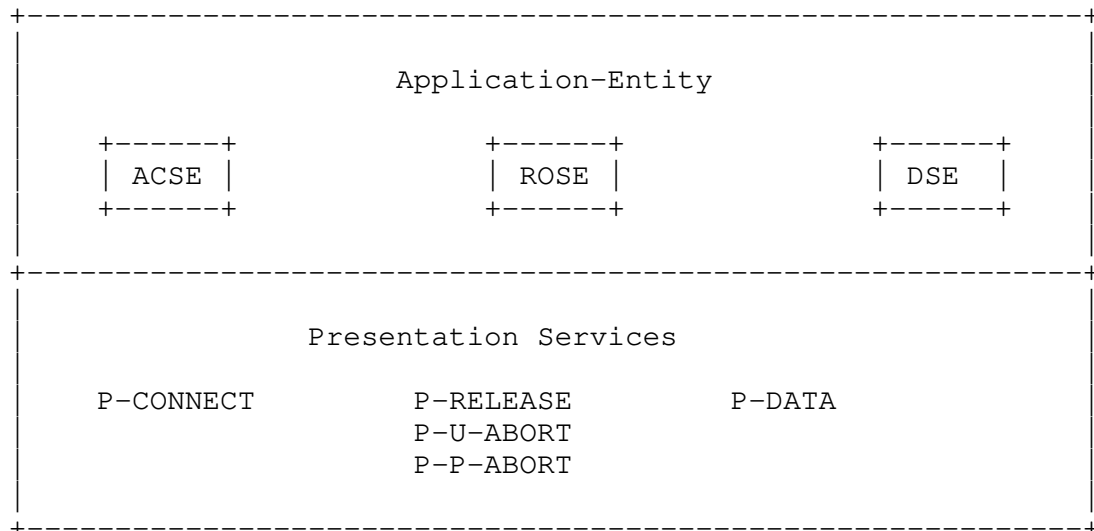 Application-Entity
ACSE ROSE DSE
Presentation Services
P-CONNECT P-RELEASE P-DATA
P-U-ABORT
P-P-ABORT